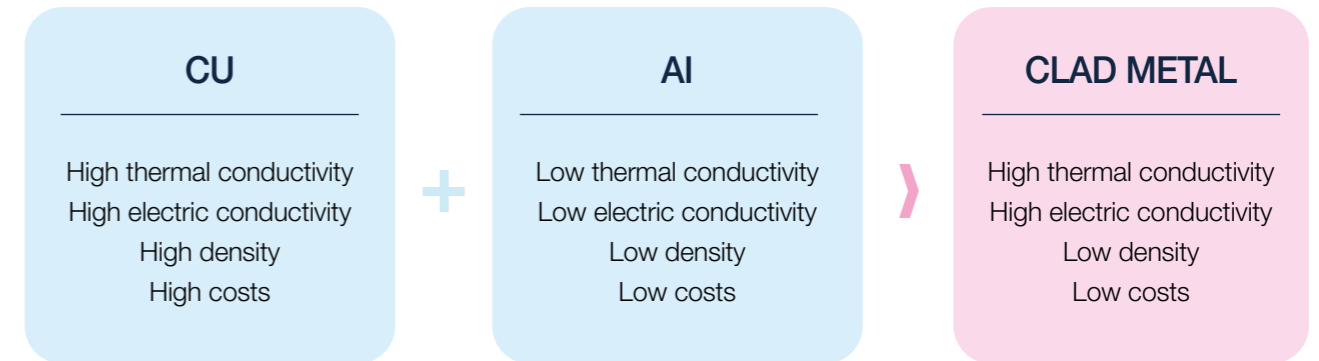 CU
High thermal conductivity
High electric conductivity
High density
High costs
+
Al
Low thermal conductivity
Low electric conductivity
Low density
Low costs
CLAD METAL
High thermal conductivity
High electric conductivity
Low density
Low costs